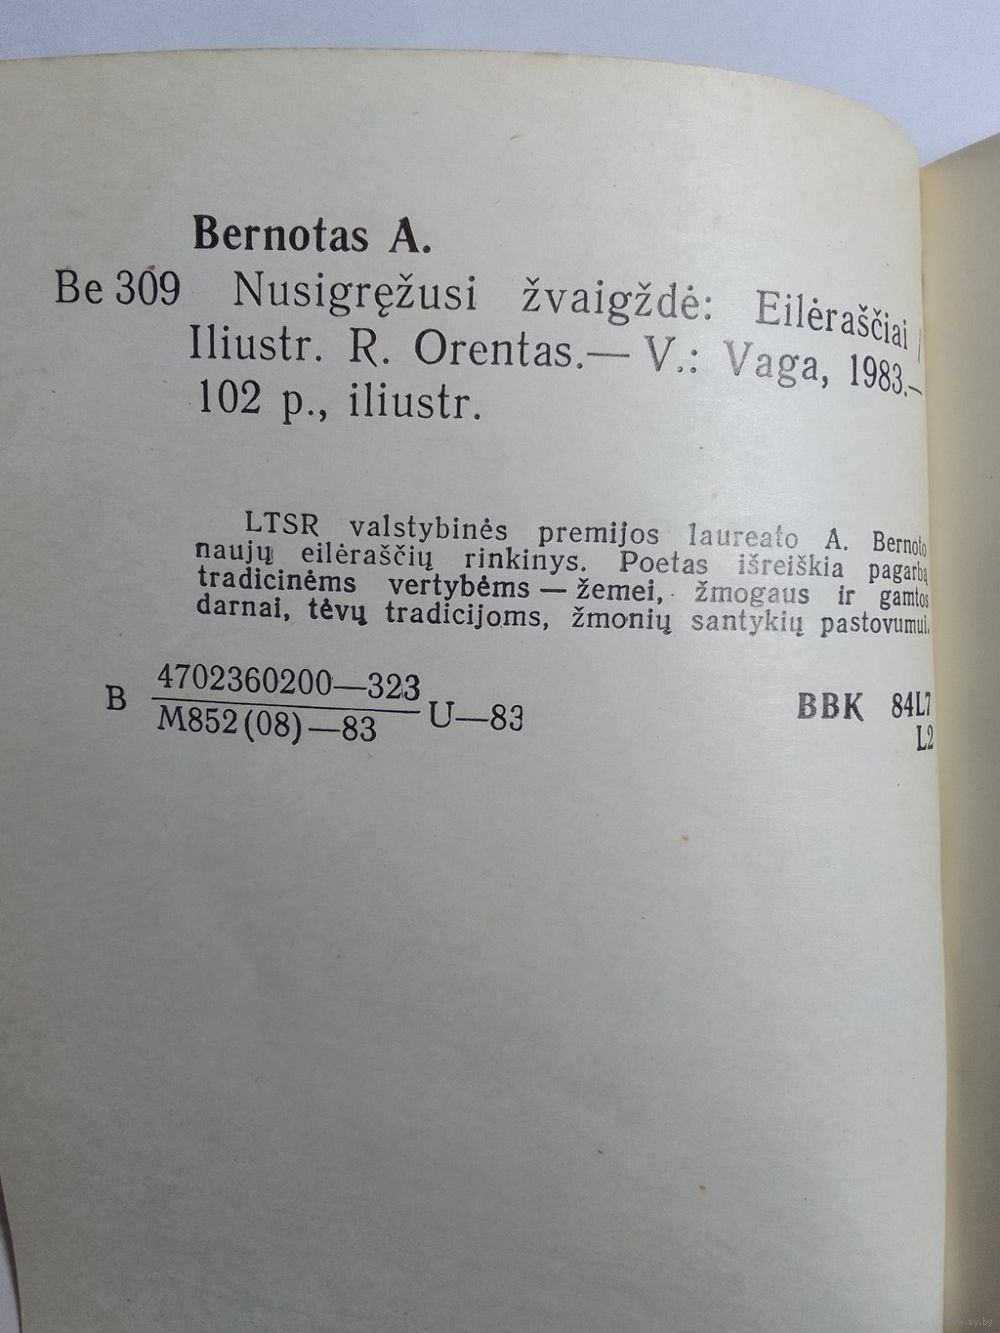 Bernotas A.
Be 309 Nusigręžusi žvaigždė: Eilėraščiai /
Iliustr. R. Orentas.— V.: Vaga, 1983.—
102 p., iliustr.
LTSR valstybinės premijos laureato A. Bernoto
naujų eilėraščių rinkinys. Poetas išreiškia pagarbą
tradicinėms vertybėms — žemei, žmogaus ir gamtos
darnai, tėvų tradicijoms, žmonių santykių pastovumui.
B 4702360200—323
M852(08)—83 U—83
BBK 84L7
L2